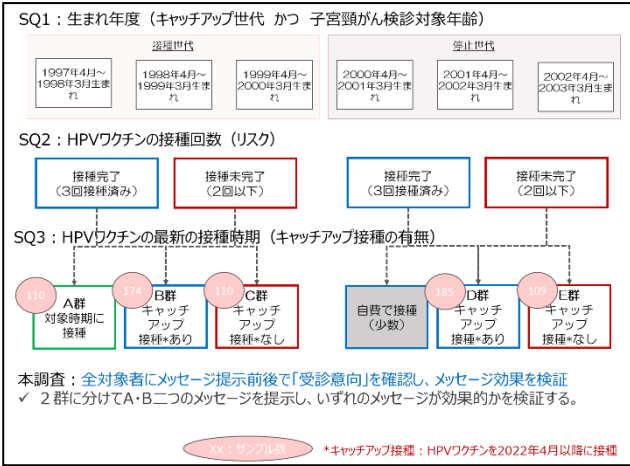 SQ1：生まれ年度（キャッチアップ世代 かつ 子宮頸がん検診対象年齢）
接種世代
停止世代
1997年4月～
1998年3月生ま
れ
1998年4月～
1999年3月生ま
れ
1999年4月～
2000年3月生ま
れ
2000年4月～
2001年3月生ま
れ
2001年4月～
2002年3月生ま
れ
2002年4月～
2003年3月生ま
れ
SQ2：HPVワクチンの接種回数（リスク）
接種完了
（3回接種済み）
接種未完了
（2回以下）
接種完了
（3回接種済み）
接種未完了
（2回以下）
SQ3：HPVワクチンの最新の接種時期（キャッチアップ接種の有無）
110
A群
対象時期に
接種
174
B群
キャッチ
アップ
接種*あり
110
C群
キャッチ
アップ
接種*なし
自費で接種
（少数）
185
D群
キャッチ
アップ
接種*あり
109
E群
キャッチ
アップ
接種*なし
本調査：全対象者にメッセージ提示前後で「受診意向」を確認し、メッセージ効果を検証
✓ ２群に分けてA・B二つのメッセージを提示し、いずれのメッセージが効果的かを検証する。
Xx：サンプル数
*キャッチアップ接種：HPVワクチンを2022年4月以降に接種